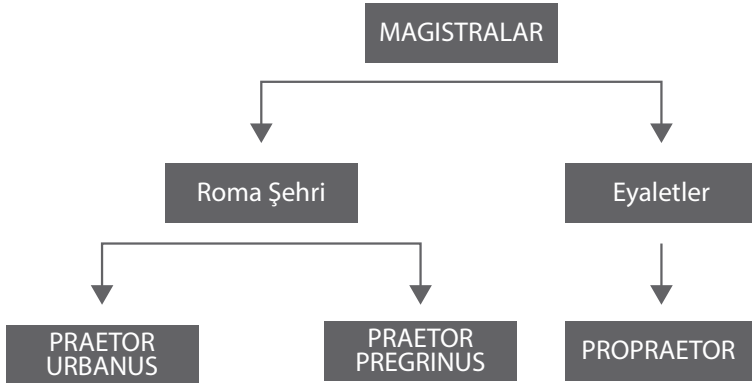 MAGISTRALAR
Roma Şehri
Eyaletler
PRAETOR
URBANUS
PRAETOR
PREGRINUS
PROPRAETOR